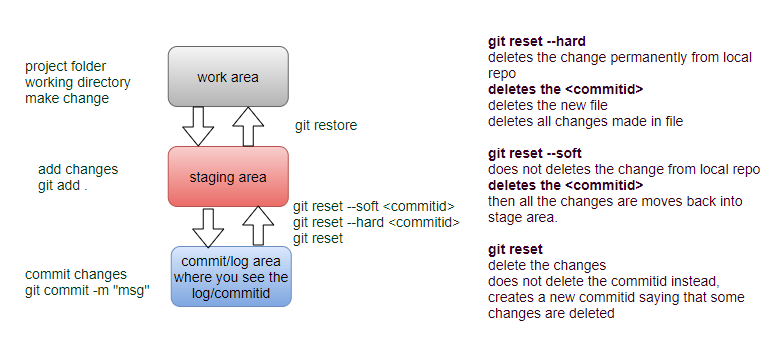 project folder
working directory
make change
work area
git restore
add changes
git add .
staging area
git reset --soft <commitid>
git reset --hard <commitid>
git reset
commit changes
git commit -m "msg"
commit/log area
where you see the
log/commitid
git reset --hard
deletes the change permanently from local
repo
deletes the <commitid>
deletes the new file
deletes all changes made in file
git reset --soft
does not deletes the change from local repo
deletes the <commitid>
then all the changes are moves back into
stage area.
git reset
delete the changes
does not delete the commitid instead,
creates a new commitid saying that some
changes are deleted